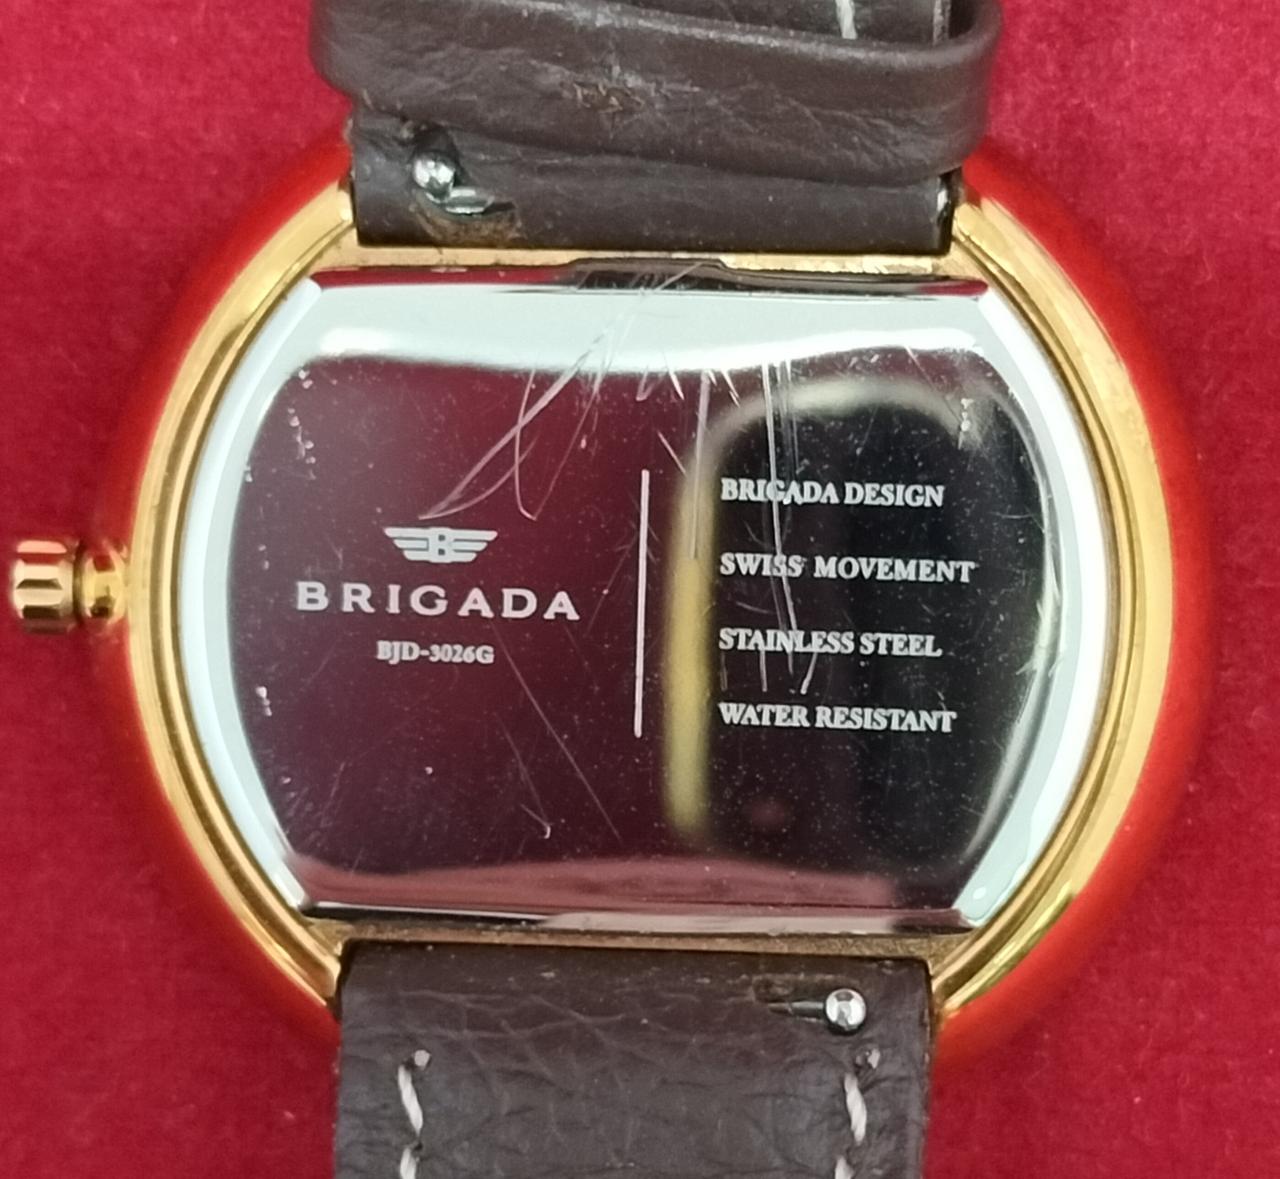 B
BRIGADA
BJD-3026G
BRIGADA DESIGN
SWISS MOVEMENT
STAINLESS STEEL
WATER RESISTANT